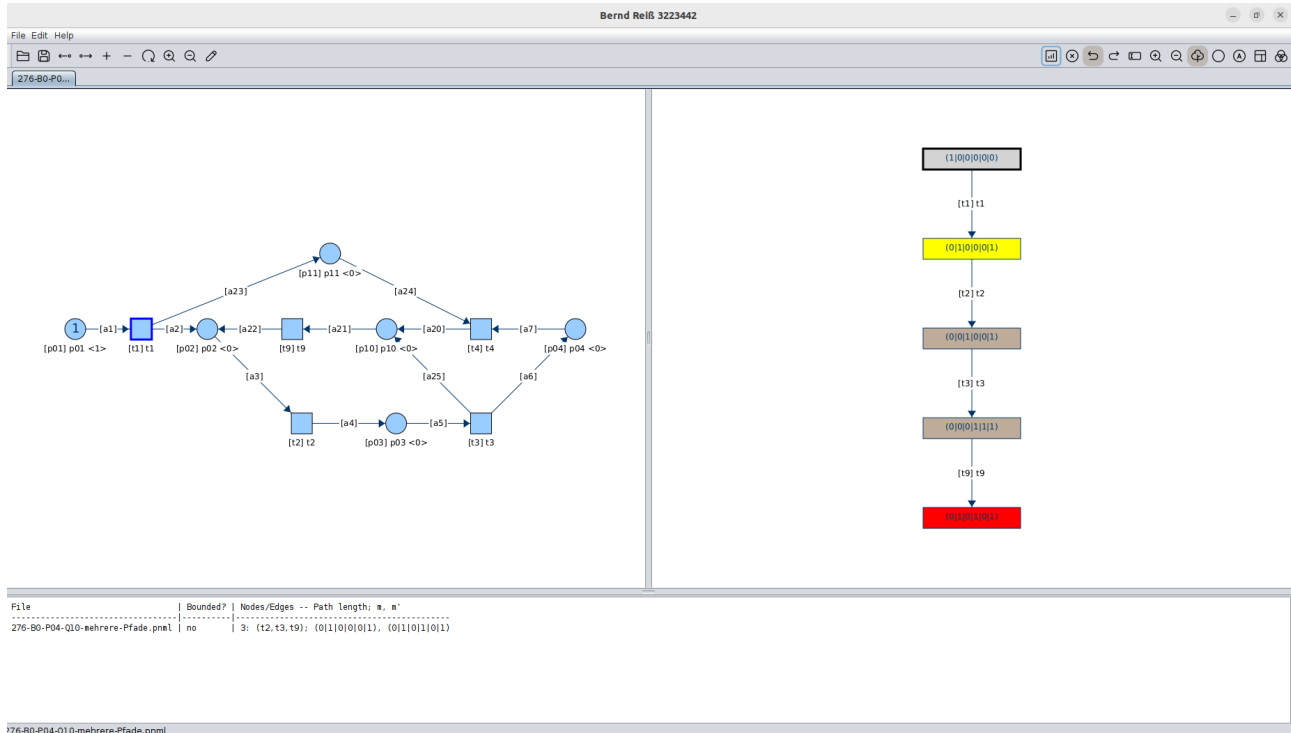 Bernd Reiß 3223442
File Edit Help
276-B0-P0...
(1|0|0|0|0|0)
[t1] t1
(0|1|0|0|0|1)
[t2] t2
(0|0|1|0|0|1)
[t3] t3
(0|0|0|1|1|1)
[t9] t9
(0|1|0|1|0|1)
[p11] p11 <0>
[a23]
[a24]
1
[a1]
[a2]
[a22]
[a21]
[a20]
[a7]
[p01] p01 <1>
[t1] t1
[p02] p02 <0>
[t9] t9
[p10] p10 <0>
[t4] t4
[p04] p04 <0>
[a3]
[a25]
[a6]
[a4]
[a5]
[t2] t2
[p03] p03 <0>
[t3] t3
File | Bounded? | Nodes/Edges -- Path length; m, m'
--------------------------------|----------|------------------------------------------
276-B0-P04-Q10-mehrere-Pfade.pnml | no | 3: (t2,t3,t9); (0|1|0|0|0|1), (0|1|0|1|0|1)
276-B0-P04-Q10-mehrere-Pfade.pnml